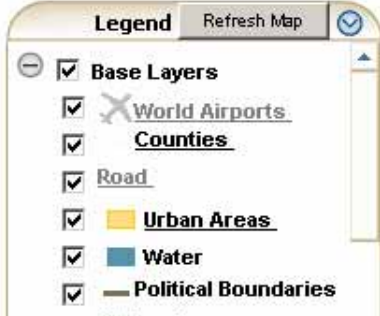 Legend Refresh Map
Base Layers
World Airports
Counties
Road
Urban Areas
Water
Political Boundaries